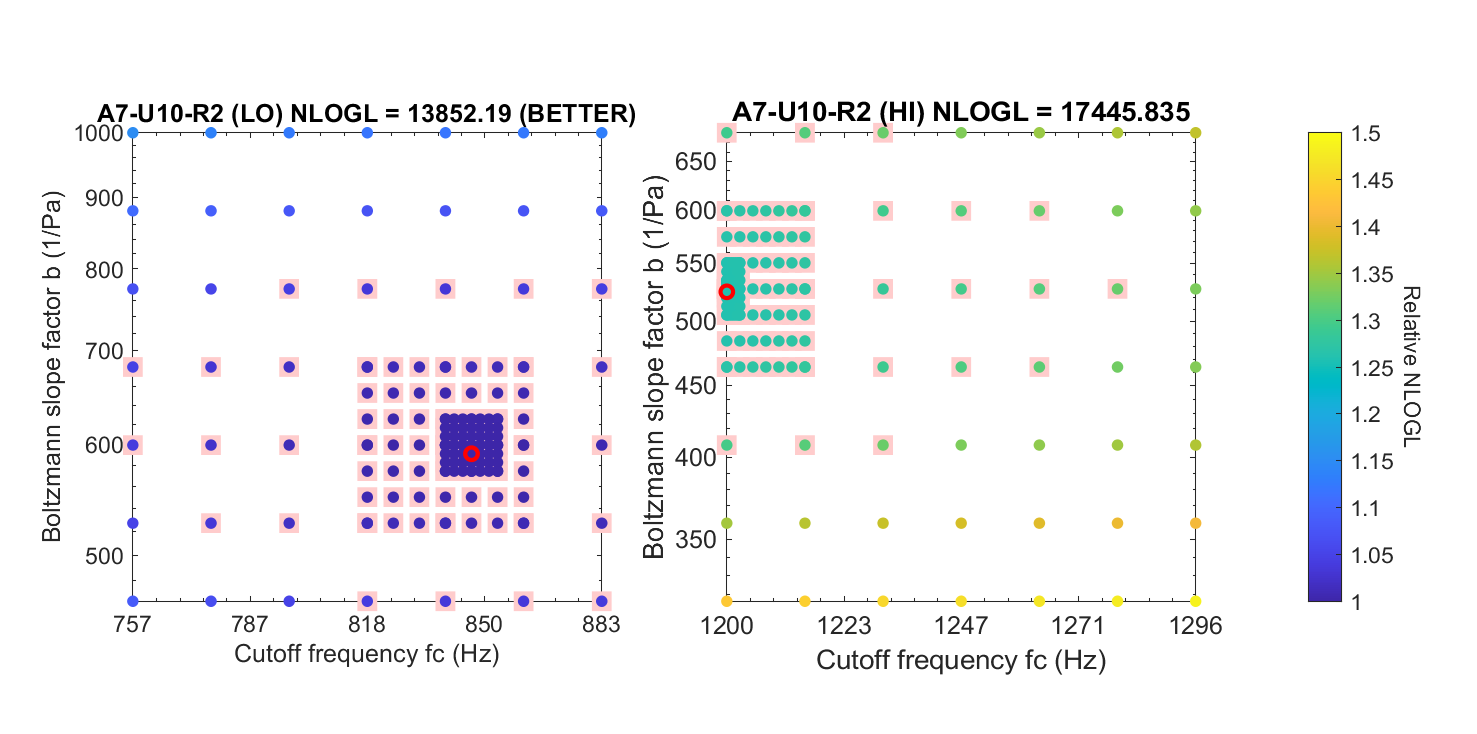 A7-U10-R2 (LO) NLOGL = 13852.19 (BETTER)
1000
900
800
700
600
500
757 787 818 850 883
Cutoff frequency fc (Hz)
Boltzmann slope factor b (1/Pa)
A7-U10-R2 (HI) NLOGL = 17445.835
650
600
550
500
450
400
350
1200 1223 1247 1271 1296
Cutoff frequency fc (Hz)
Boltzmann slope factor b (1/Pa)
1.5
1.45
1.4
1.35
1.3
1.25
1.2
1.15
1.1
1.05
1
Relative NLOGL